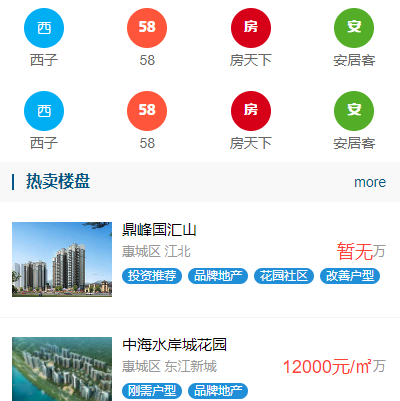 西 58 房 安
西子 58 房天下 安居客
西 58 房 安
西子 58 房天下 安居客
热卖楼盘 more
鼎峰国汇山
惠城区 江北 暂无万
投资推荐 品牌地产 花园社区 改善户型
中海水岸城花园
惠城区 东江新城 12000元/㎡万
刚需户型 品牌地产